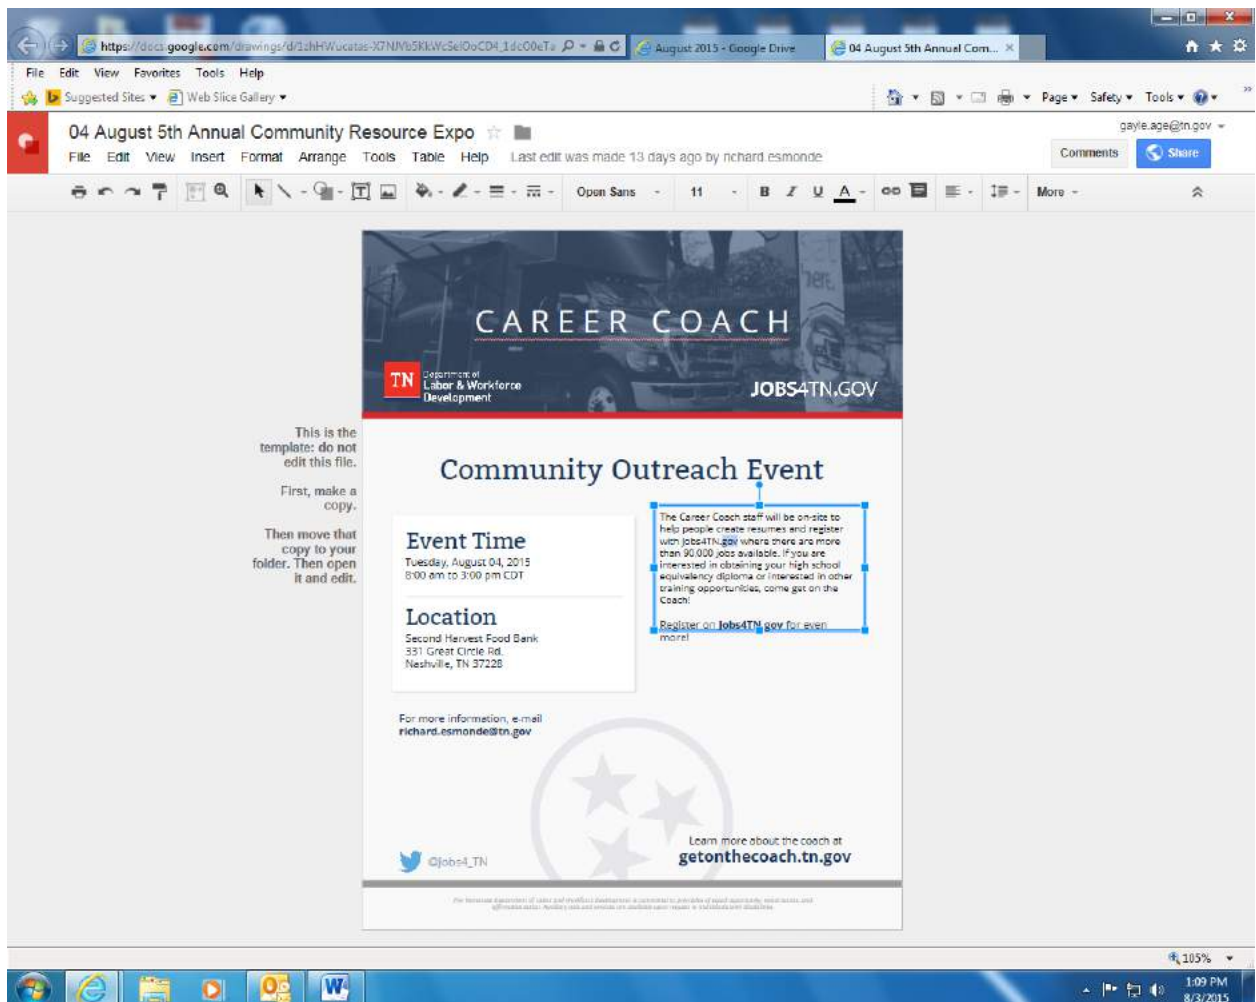 https://docs.google.com/drawings/d/
August 2015 - Google Drive
04 August 5th Annual Com...
File Edit View Favorites Tools Help
Suggested Sites Web Slice Gallery
Page Safety Tools
04 August 5th Annual Community Resource Expo
gayle.age@tn.gov
File Edit View Insert Format Arrange Tools Table Help Last edit was made 13 days ago by richard.esmonde
Comments Share
Open Sans 11 B I U A More
here.
CAREER COACH
TN Department of
Labor & Workforce
Development
JOBS4TN.GOV
This is the
template: do not
edit this file.
First, make a
copy.
Then move that
copy to your
folder. Then open
it and edit.
Community Outreach Event
Event Time
Tuesday, August 04, 2015
8:00 am to 3:00 pm CDT
Location
Second Harvest Food Bank
331 Great Circle Rd.
Nashville, TN 37228
The Career Coach staff will be on-site to
help people create resumes and register
with Jobs4TN.gov where there are more
than 90,000 jobs available. If you are
interested in obtaining your high school
equivalency diploma or interested in other
training opportunities, come get on the
Coach!
Register on Jobs4TN.gov for even
more!
For more information, e-mail
richard.esmonde@tn.gov
@Jobs4_TN
Learn more about the coach at
getonthecoach.tn.gov
105%
1:09 PM
8/3/2015